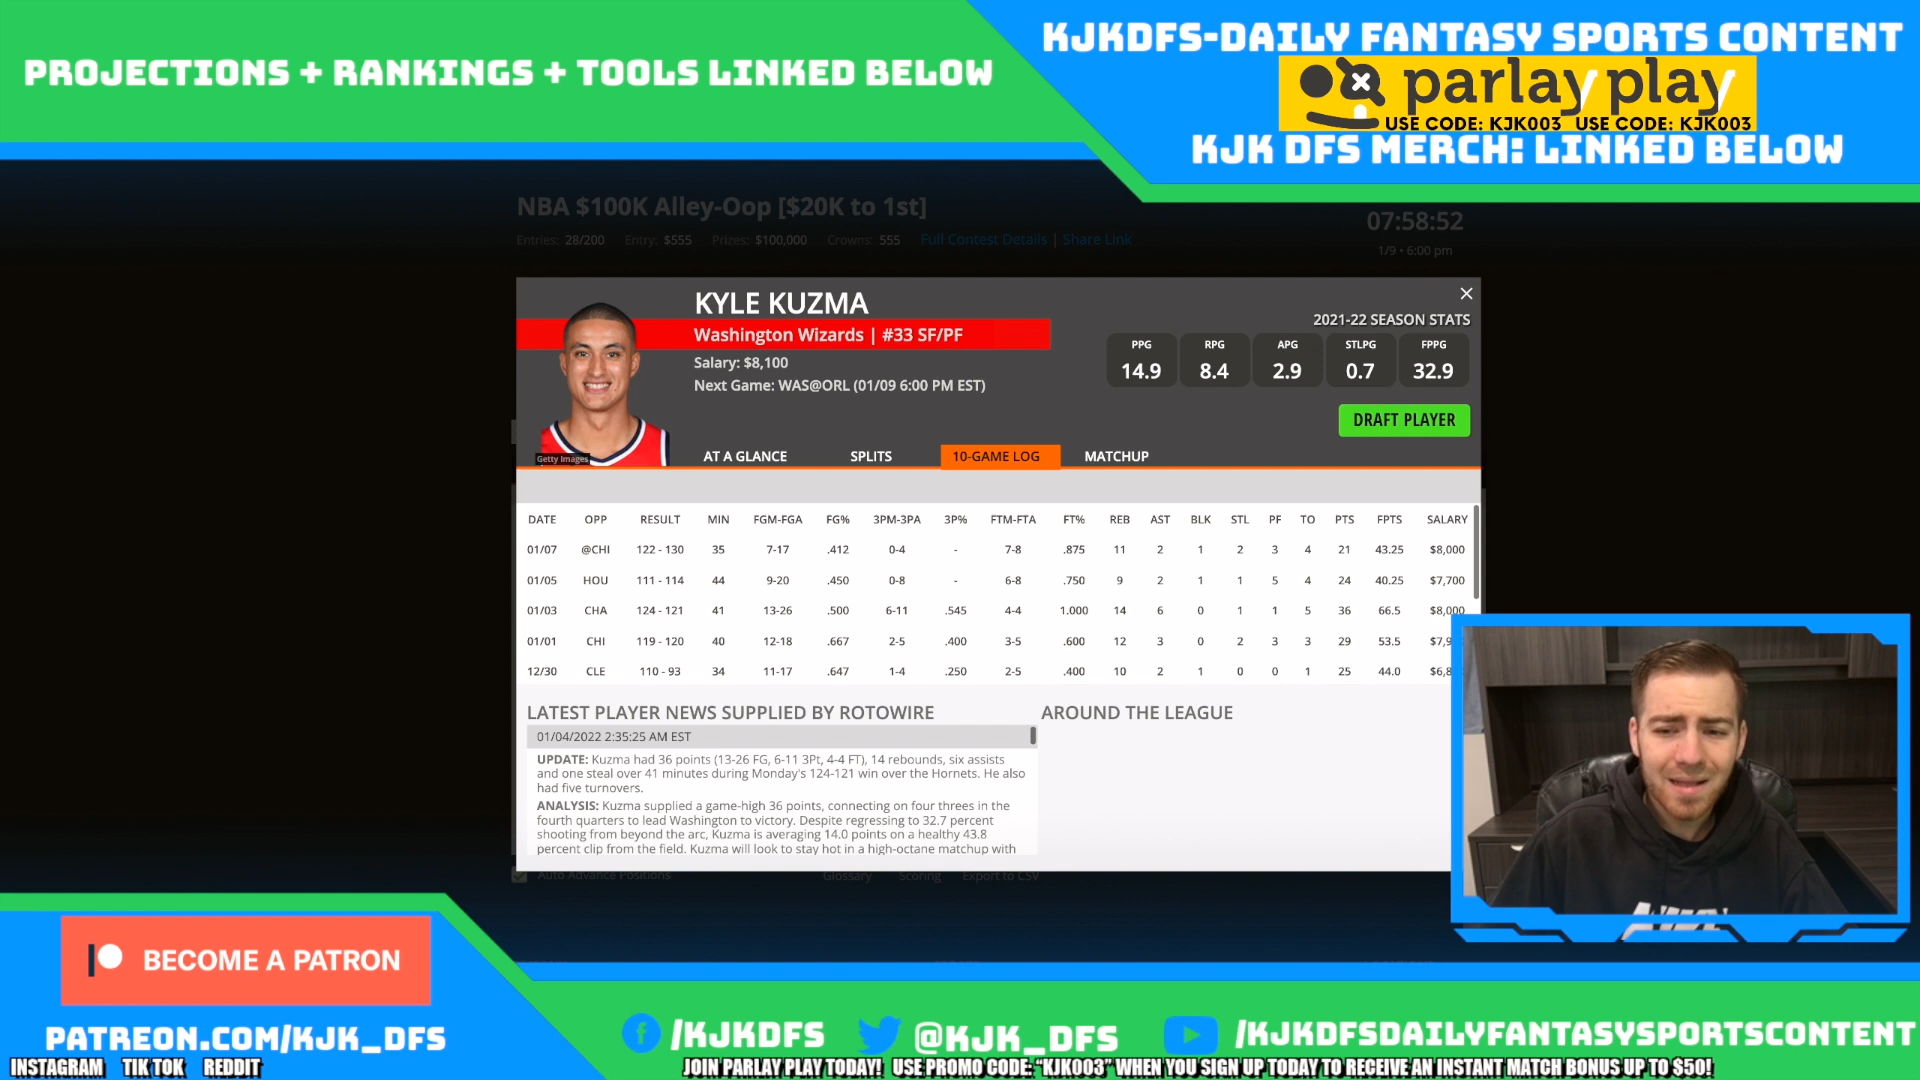 PROJECTIONS + RANKINGS + TOOLS LINKED BELOW
KJKDFS-DAILY FANTASY SPORTS CONTENT
parlay play
USE CODE: KJK003 USE CODE: KJK003
KJK DFS MERCH: LINKED BELOW
NBA $100K Alley-Oop [$20K to 1st]
07:58:52
Entries: 28/200 Entry: $555 Prizes: $100,000 Crowns: 555 Full Contest Details | Share Link
1/9 • 6:00 pm
KYLE KUZMA
Washington Wizards | #33 SF/PF
Salary: $8,100
Next Game: WAS@ORL (01/09 6:00 PM EST)
2021-22 SEASON STATS
PPG RPG APG STLPG FPPG
14.9 8.4 2.9 0.7 32.9
DRAFT PLAYER
Getty Images
AT A GLANCE SPLITS 10-GAME LOG MATCHUP
DATE OPP RESULT MIN FGM-FGA FG% 3PM-3PA 3P% FTM-FTA FT% REB AST BLK STL PF TO PTS FPTS SALARY
01/07 @CHI 122 - 130 35 7-17 .412 0-4 - 7-8 .875 11 2 1 2 3 4 21 43.25 $8,000
01/05 HOU 111 - 114 44 9-20 .450 0-8 - 6-8 .750 9 2 1 1 5 4 24 40.25 $7,700
01/03 CHA 124 - 121 41 13-26 .500 6-11 .545 4-4 1.000 14 6 0 1 1 5 36 66.5 $8,000
01/01 CHI 119 - 120 40 12-18 .667 2-5 .400 3-5 .600 12 3 0 2 3 3 29 53.5 $7,9
12/30 CLE 110 - 93 34 11-17 .647 1-4 .250 2-5 .400 10 2 1 0 0 1 25 44.0 $6,8
LATEST PLAYER NEWS SUPPLIED BY ROTOWIRE
AROUND THE LEAGUE
01/04/2022 2:35:25 AM EST
UPDATE: Kuzma had 36 points (13-26 FG, 6-11 3Pt, 4-4 FT), 14 rebounds, six assists
and one steal over 41 minutes during Monday's 124-121 win over the Hornets. He also
had five turnovers.
ANALYSIS: Kuzma supplied a game-high 36 points, connecting on four threes in the
fourth quarters to lead Washington to victory. Despite regressing to 32.7 percent
shooting from beyond the arc, Kuzma is averaging 14.0 points on a healthy 43.8
percent clip from the field. Kuzma will look to stay hot in a high-octane matchup with
Auto Advance Positions Glossary Scoring Export to CSV
BECOME A PATRON
PATREON.COM/KJK_DFS
INSTAGRAM TIK TOK REDDIT
/KJKDFS @KJK_DFS /KJKDFSDAILYFANTASYSPORTSCONTENT
JOIN PARLAY PLAY TODAY! USE PROMO CODE: "KJK003" WHEN YOU SIGN UP TODAY TO RECEIVE AN INSTANT MATCH BONUS UP TO $50!